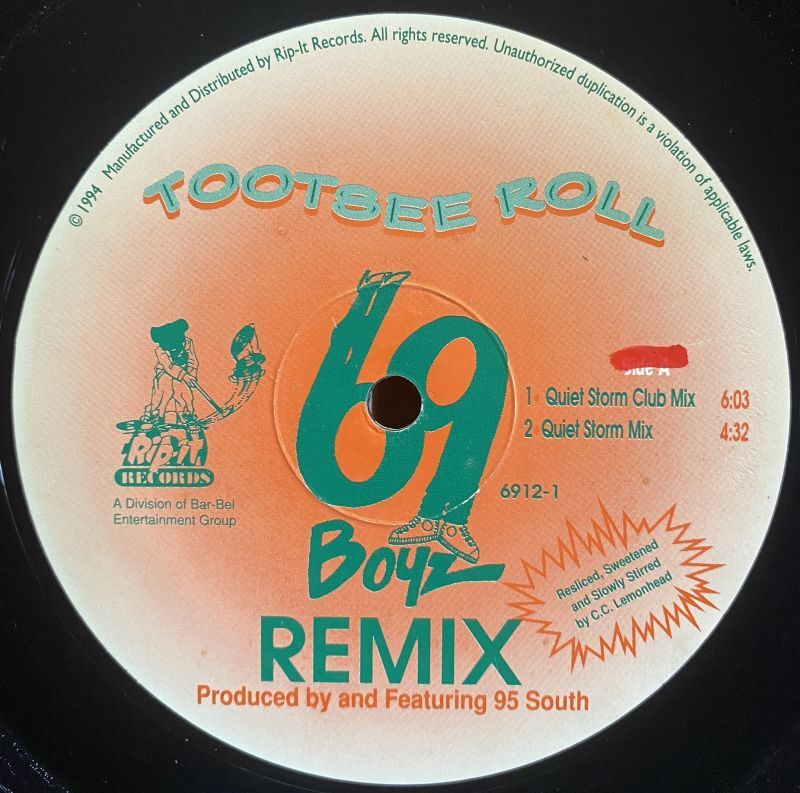 © 1994 Manufactured and Distributed by Rip-It Records. All rights reserved. Unauthorized duplication is a violation of applicable laws.
TOOTSEE ROLL
69
Side A
1 Quiet Storm Club Mix 6:03
2 Quiet Storm Mix 4:32
Rip-It
RECORDS
6912-1
A Division of Bar-Bel
Entertainment Group
Boyz
Resliced, Sweetened
and Slowly Stirred
by C.C. Lemonhead
REMIX
Produced by and Featuring 95 South